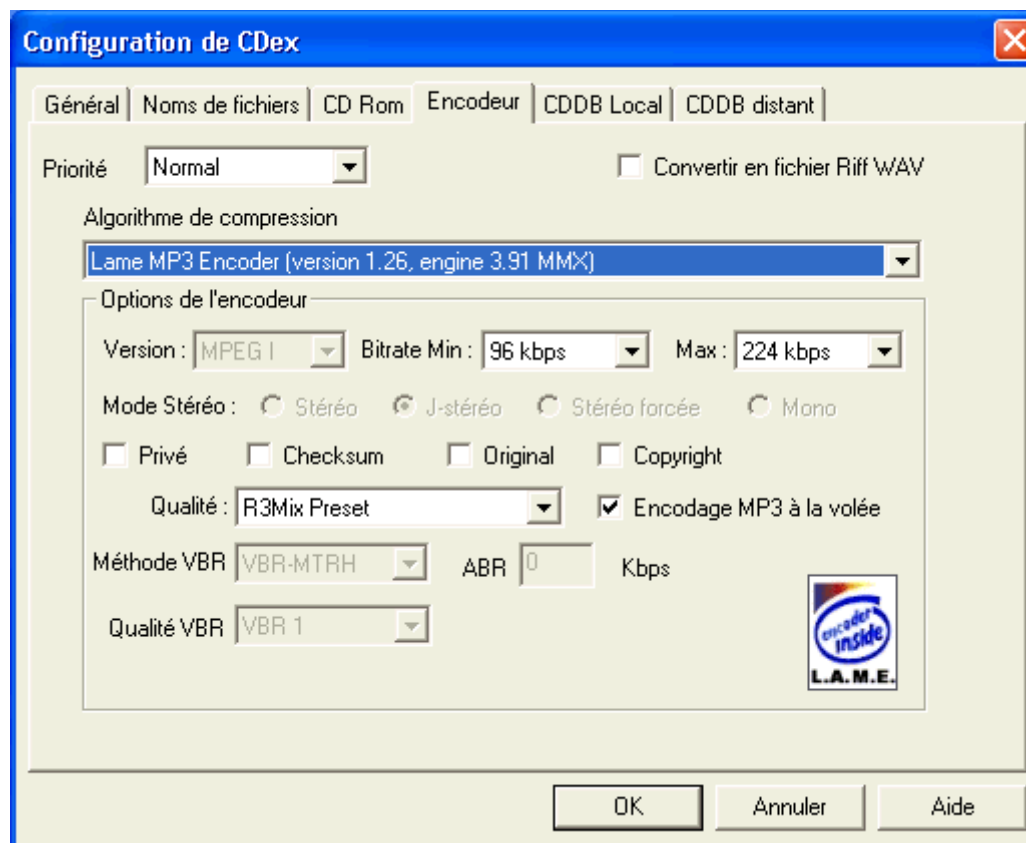 Configuration de CDex
Général Noms de fichiers CD Rom Encodeur CDDB Local CDDB distant
Priorité Normal Convertir en fichier Riff WAV
Algorithme de compression
Lame MP3 Encoder (version 1.26, engine 3.91 MMX)
Options de l'encodeur
Version : MPEG I Bitrate Min : 96 kbps Max : 224 kbps
Mode Stéréo : Stéréo J-stéréo Stéréo forcée Mono
Privé Checksum Original Copyright
Qualité : R3Mix Preset Encodage MP3 à la volée
Méthode VBR VBR-MTRH ABR 0 Kbps
Qualité VBR VBR 1
encoder
inside
L.A.M.E.
OK Annuler Aide